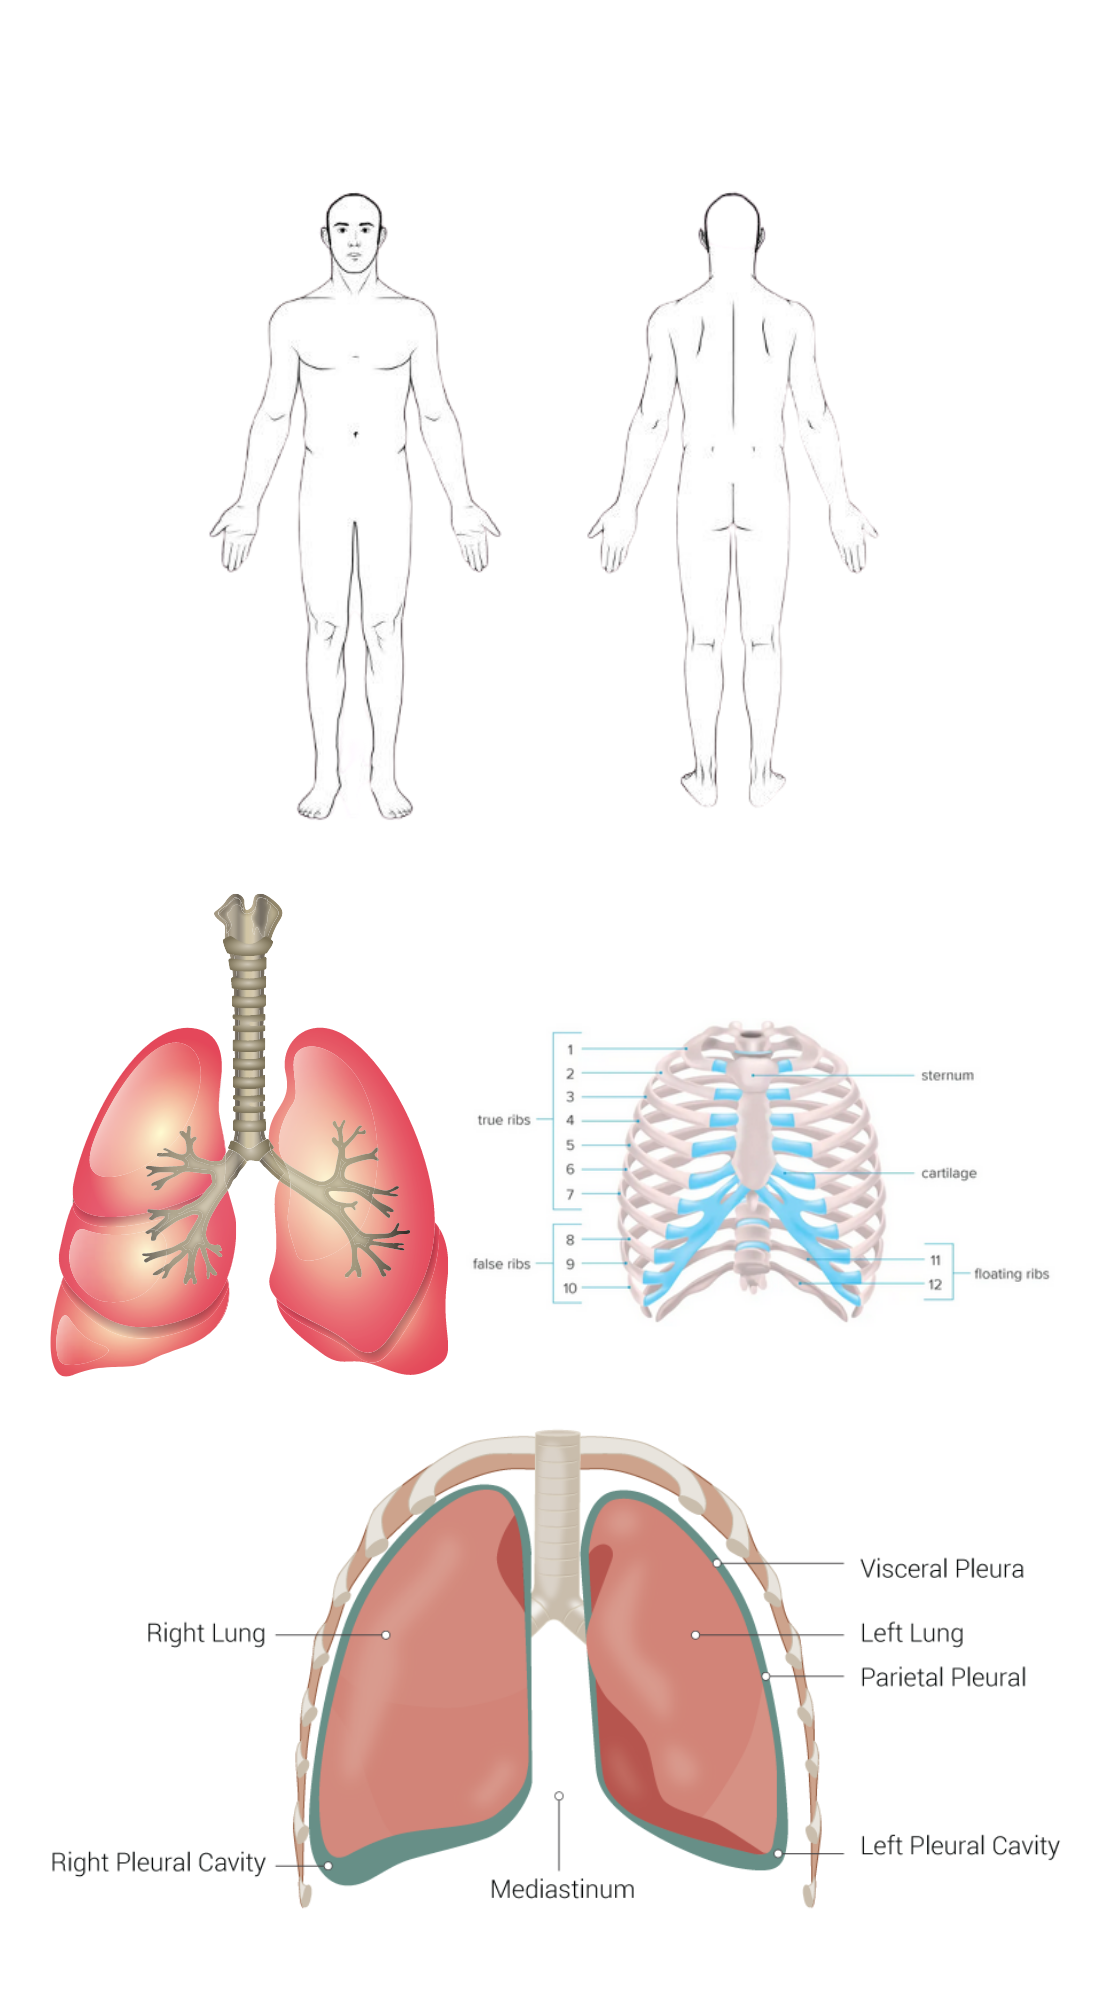 1
2
3
true ribs
4
5
6
7
8
false ribs
9
10
sternum
cartilage
11
floating ribs
12
Visceral Pleura
Right Lung
Left Lung
Parietal Pleural
Right Pleural Cavity
Left Pleural Cavity
Mediastinum